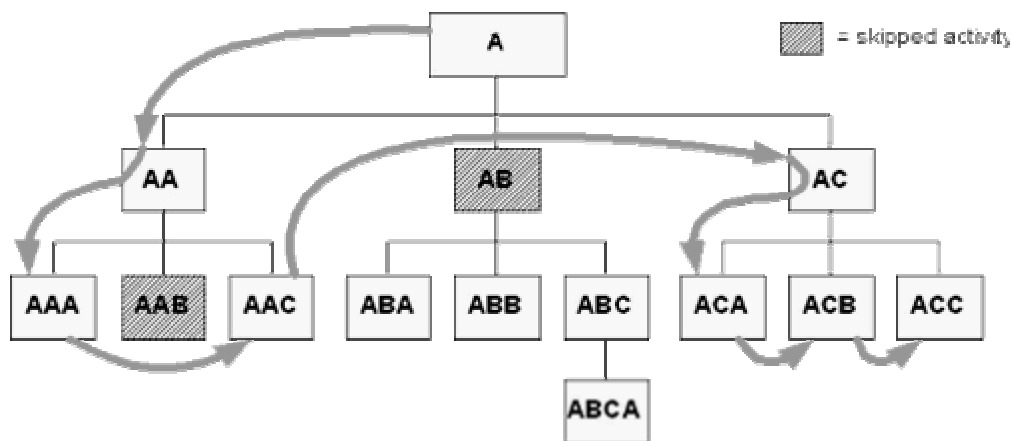 A
= skipped activity
AA
AB
AC
AAA
AAB
AAC
ABA
ABB
ABC
ACA
ACB
ACC
ABCA